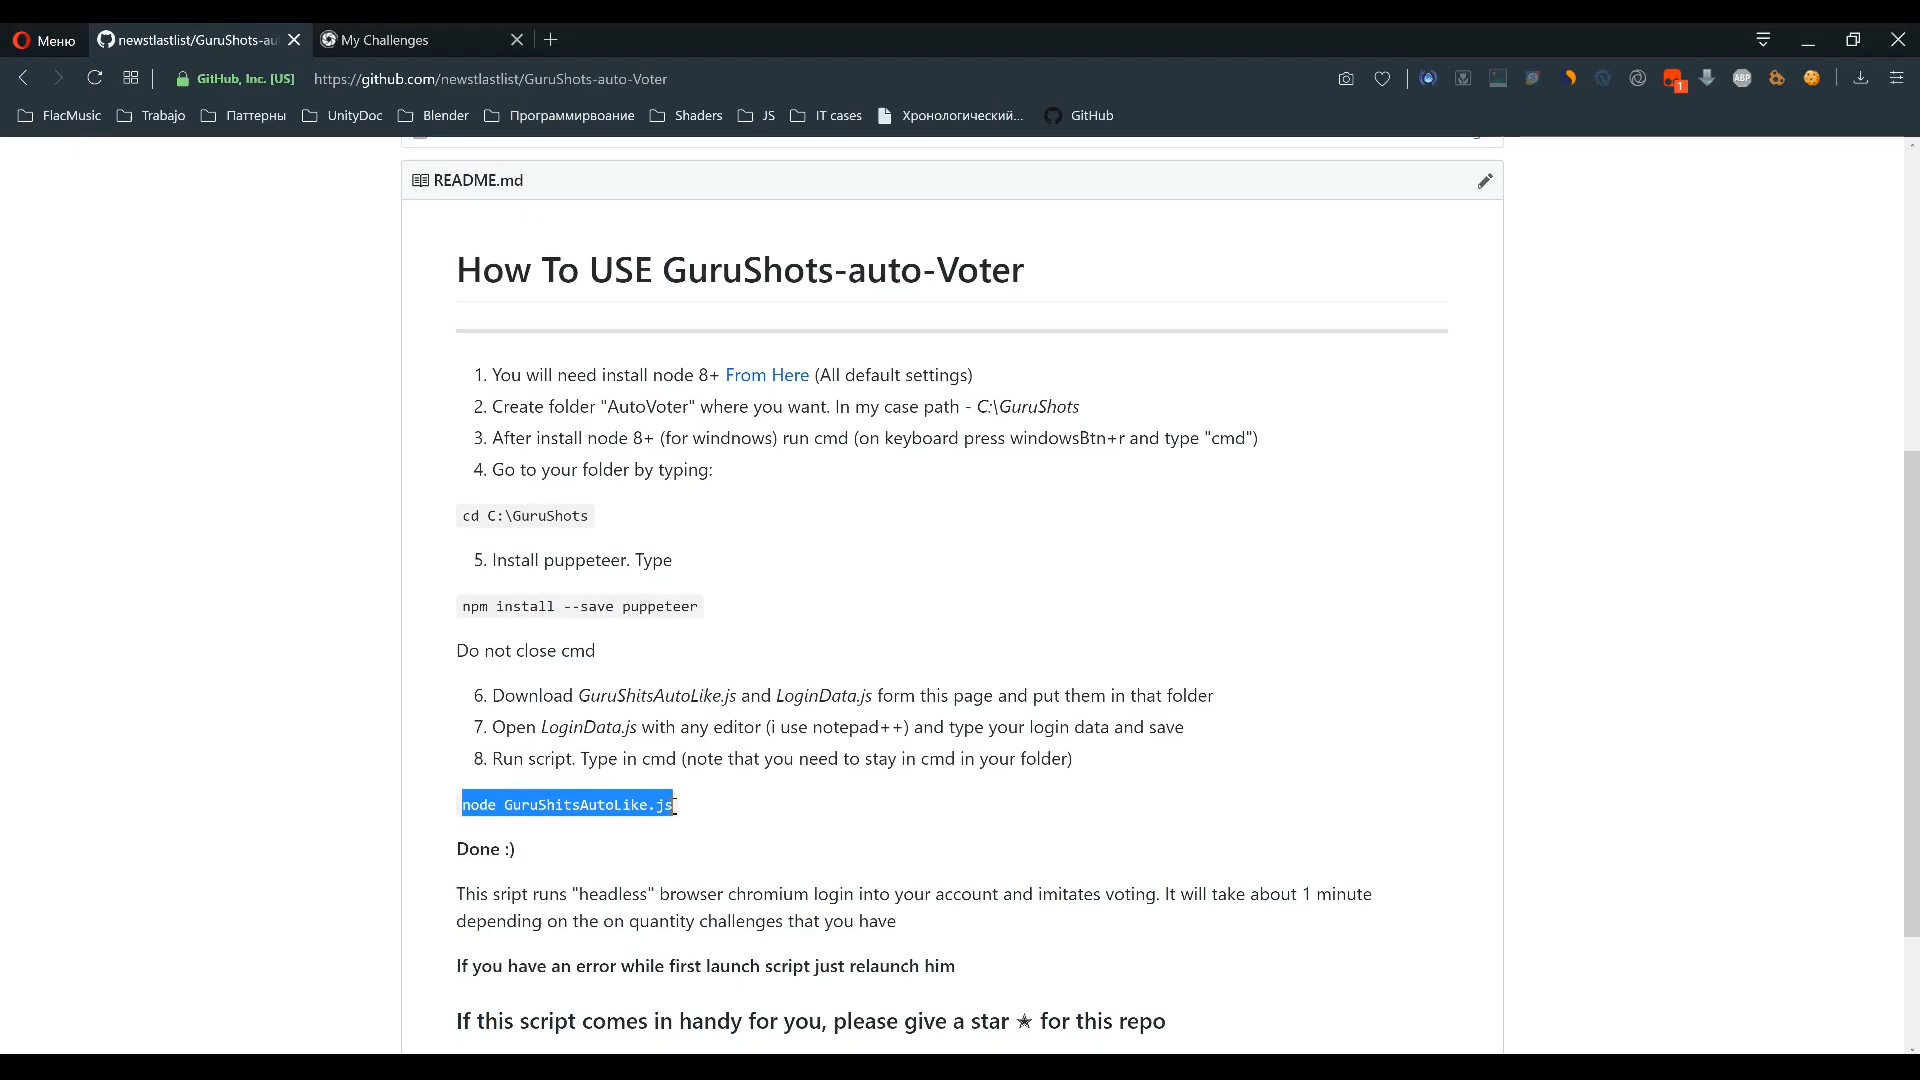 Меню
newstlastlist/GuruShots-au
My Challenges
GitHub, Inc. [US]
https://github.com/newstlastlist/GuruShots-auto-Voter
1
ABP
FlacMusic
Trabajo
Паттерны
UnityDoc
Blender
Программирвоание
Shaders
JS
IT cases
Хронологический...
GitHub
README.md
How To USE GuruShots-auto-Voter
1. You will need install node 8+ From Here (All default settings)
2. Create folder "AutoVoter" where you want. In my case path - C:\GuruShots
3. After install node 8+ (for windnows) run cmd (on keyboard press windowsBtn+r and type "cmd")
4. Go to your folder by typing:
cd C:\GuruShots
5. Install puppeteer. Type
npm install --save puppeteer
Do not close cmd
6. Download GuruShitsAutoLike.js and LoginData.js form this page and put them in that folder
7. Open LoginData.js with any editor (i use notepad++) and type your login data and save
8. Run script. Type in cmd (note that you need to stay in cmd in your folder)
node GuruShitsAutoLike.js
Done :)
This sript runs "headless" browser chromium login into your account and imitates voting. It will take about 1 minute
depending on the on quantity challenges that you have
If you have an error while first launch script just relaunch him
If this script comes in handy for you, please give a star ✭ for this repo